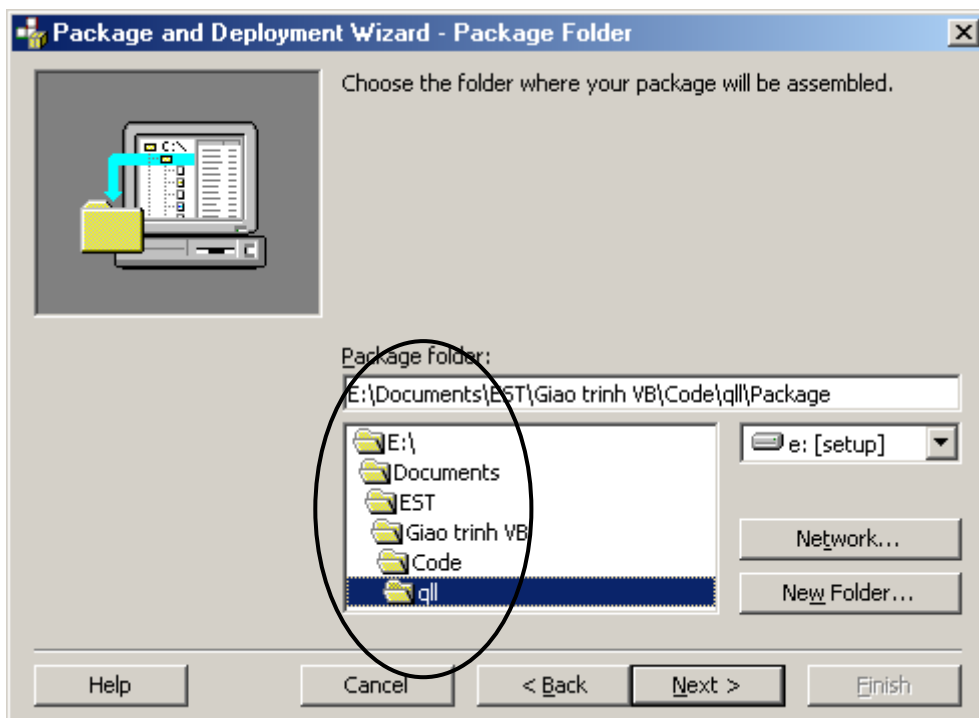 Package and Deployment Wizard - Package Folder
Choose the folder where your package will be assembled.
C:\
Package folder:
E:\Documents\EST\Giao trinh VB\Code\qll\Package
E:\
e: [setup]
Documents
EST
Giao trinh VB
Network...
Code
qll
New Folder...
Help
Cancel
< Back
Next >
Finish